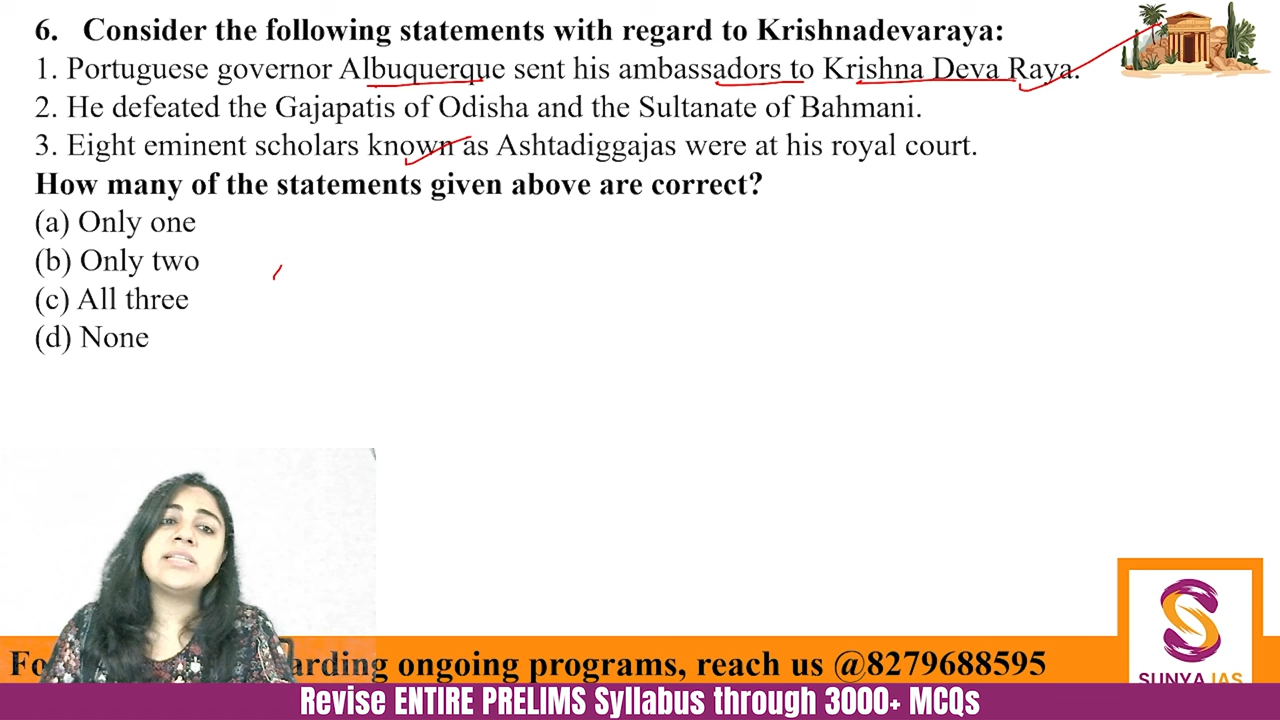 6. Consider the following statements with regard to Krishnadevaraya:
1. Portuguese governor Albuquerque sent his ambassadors to Krishna Deva Raya.
2. He defeated the Gajapatis of Odisha and the Sultanate of Bahmani.
3. Eight eminent scholars known as Ashtadiggajas were at his royal court.
How many of the statements given above are correct?
(a) Only one
(b) Only two
(c) All three
(d) None
Fo arding ongoing programs, reach us @8279688595
SUNYA IAS
Revise ENTIRE PRELIMS Syllabus through 3000+ MCQs